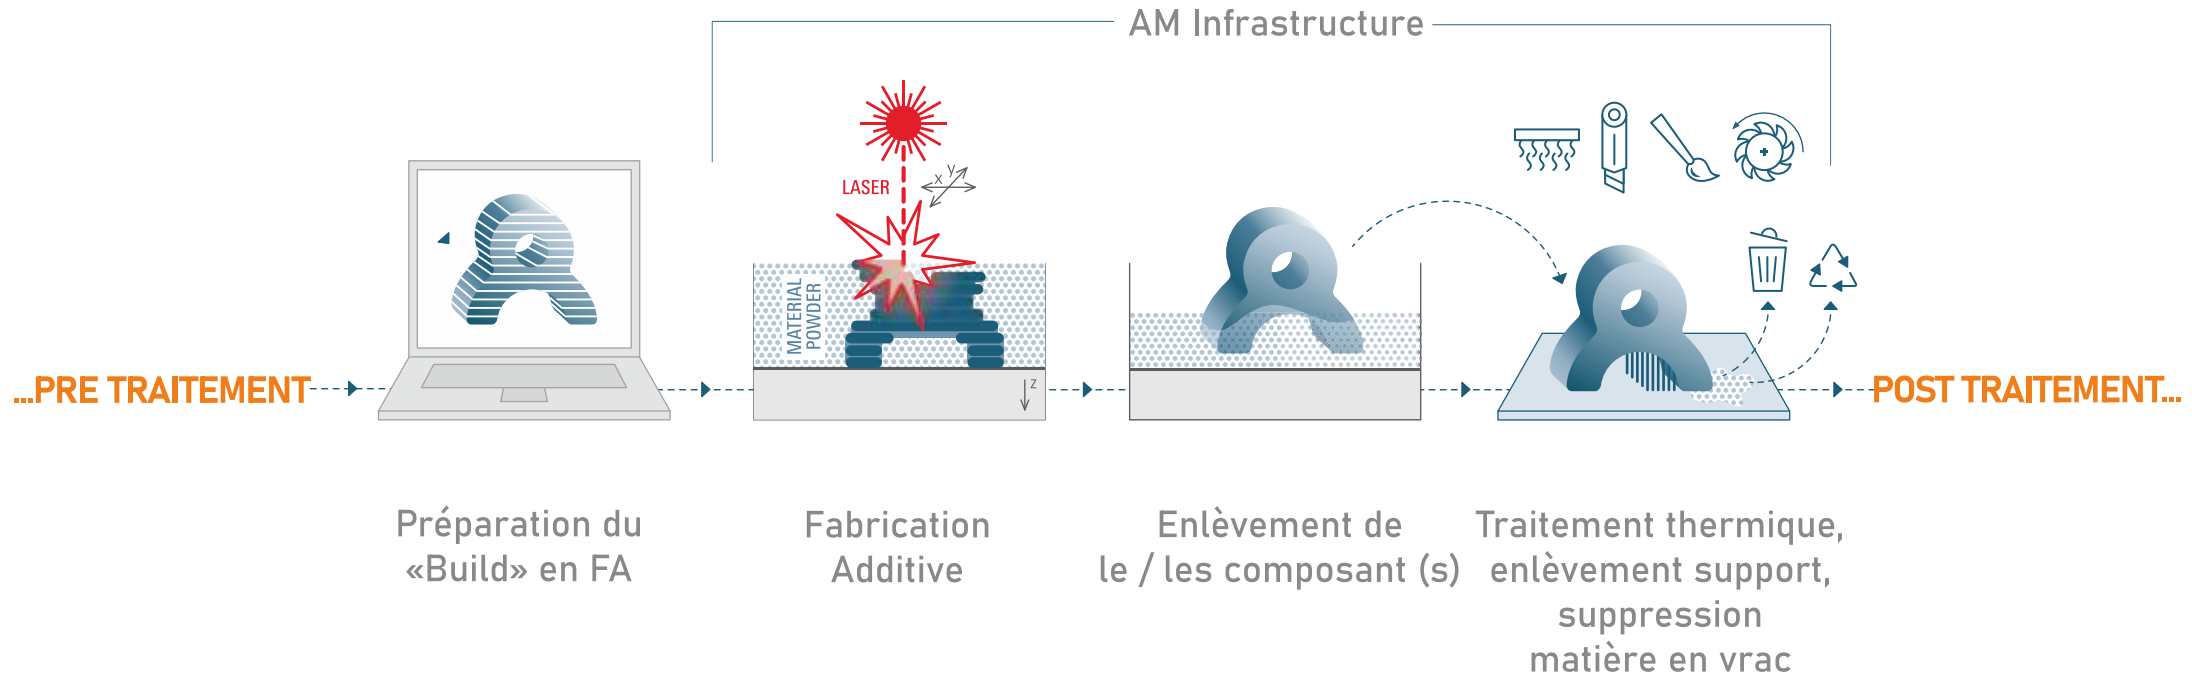 AM Infrastructure
LASER
x y
MATERIAL
POWDER
z
...PRE TRAITEMENT
POST TRAITEMENT...
Préparation du
«Build» en FA
Fabrication
Additive
Enlèvement de
le / les composant (s)
Traitement thermique,
enlèvement support,
suppression
matière en vrac